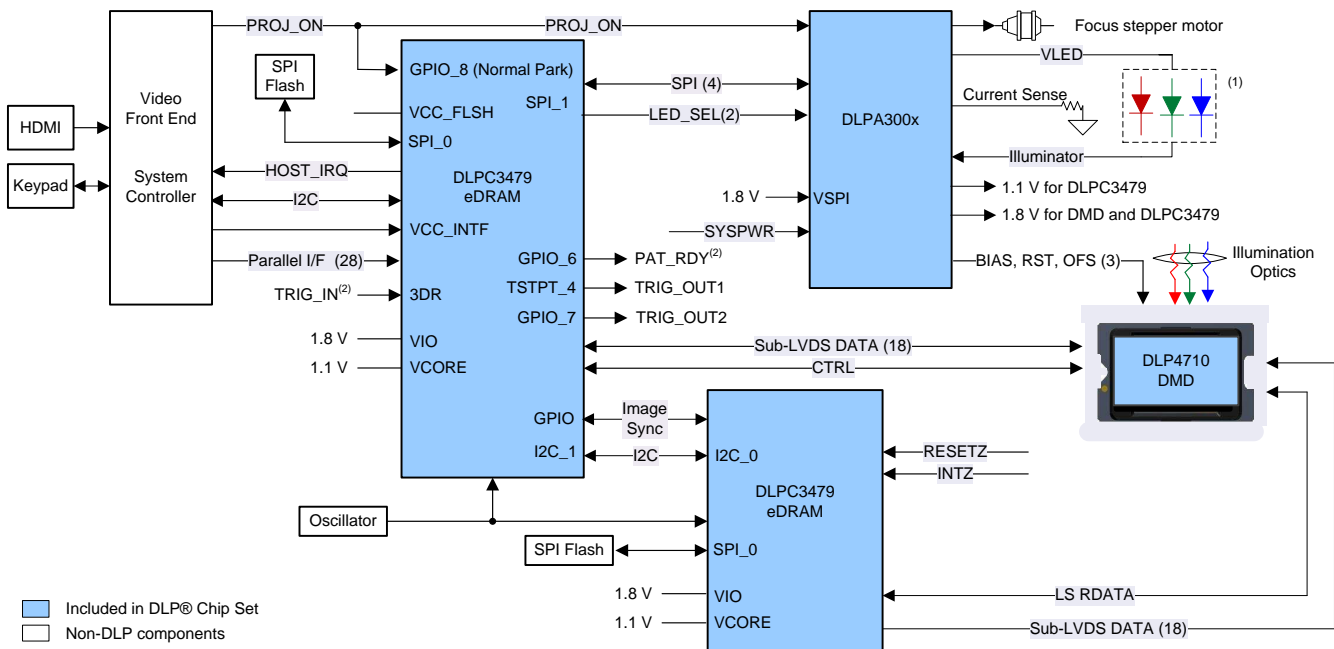 PROJ_ON
PROJ_ON
Focus stepper motor
VLED
(1)
SPI
Flash
GPIO_8 (Normal Park)
SPI (4)
SPI_1
VCC_FLSH
LED_SEL(2)
Current Sense
Video
Front End
HDMI
DLPA300x
SPI_0
Illuminator
HOST_IRQ
System
Controller
Keypad
DLPC3479
eDRAM
1.1 V for DLPC3479
I2C
1.8 V
VSPI
1.8 V for DMD and DLPC3479
VCC_INTF
SYSPWR
Parallel I/F (28)
GPIO_6
PAT_RDY(2)
BIAS, RST, OFS (3)
Illumination
Optics
TRIG_IN(2)
3DR
TSTPT_4
TRIG_OUT1
GPIO_7
TRIG_OUT2
1.8 V
VIO
Sub-LVDS DATA (18)
1.1 V
VCORE
CTRL
DLP4710
DMD
GPIO
Image
Sync
I2C_1
I2C
I2C_0
RESETZ
INTZ
DLPC3479
eDRAM
Oscillator
SPI Flash
SPI_0
1.8 V
VIO
LS RDATA
1.1 V
VCORE
Sub-LVDS DATA (18)
Included in DLP® Chip Set
Non-DLP components